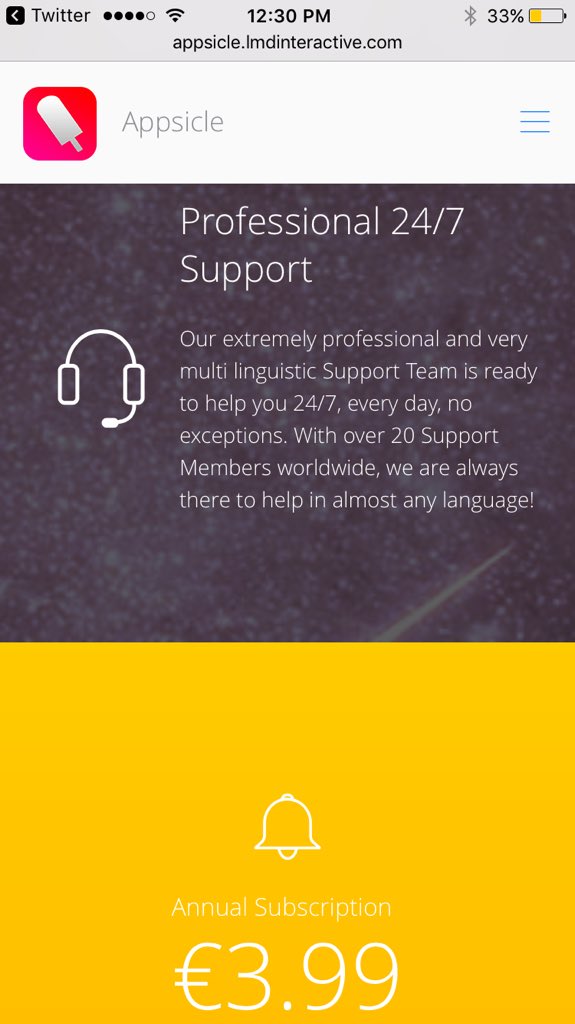 Twitter 12:30 PM 33%
appsicle.lmdinteractive.com
Appsicle
Professional 24/7
Support
Our extremely professional and very
multi linguistic Support Team is ready
to help you 24/7, every day, no
exceptions. With over 20 Support
Members worldwide, we are always
there to help in almost any language!
Annual Subscription
€3.99